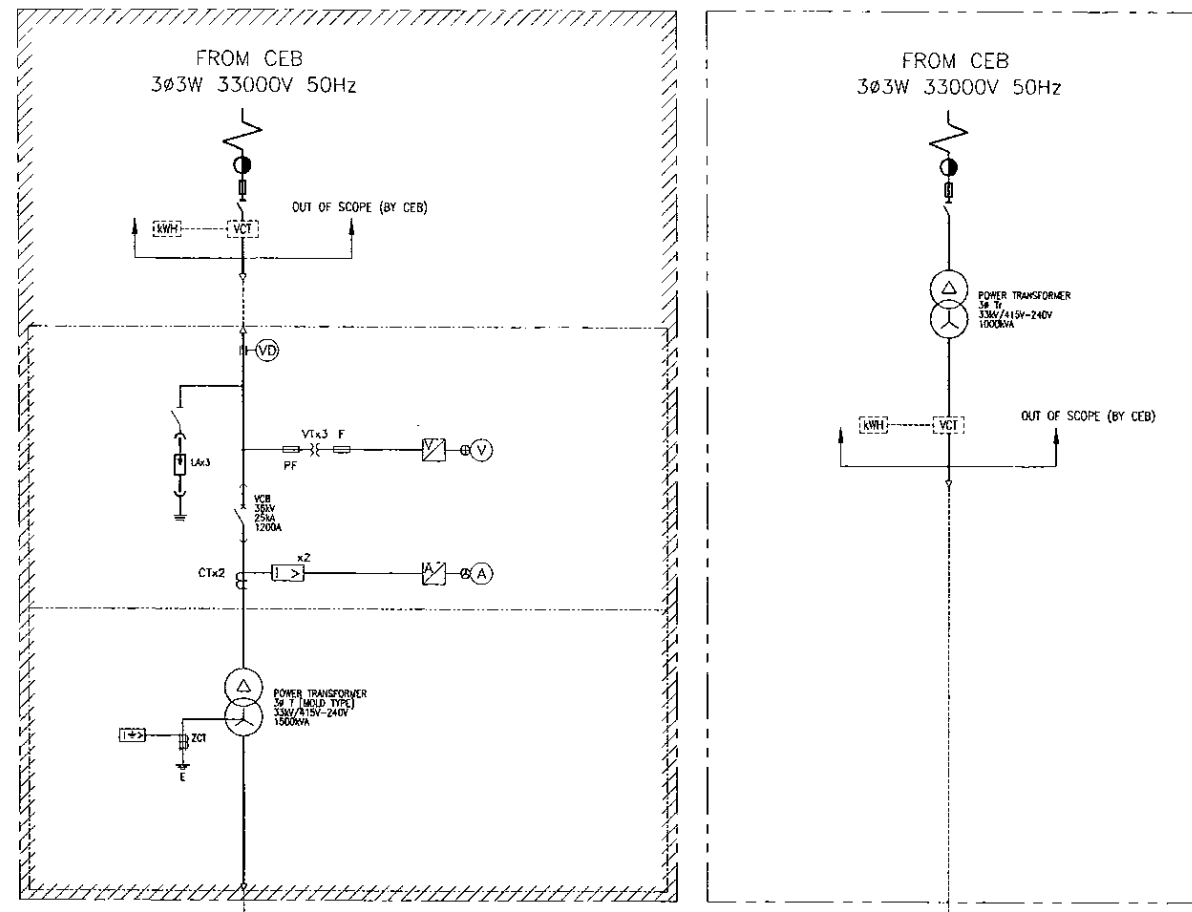 FROM CEB
3ø3W 33000V 50Hz
OUT OF SCOPE (BY CEB)
kWH
VCT
VD
VTx3
F
PF
V
V
LAx3
VCB
36kV
25kA
1200A
CTx2
x2
I >
A
A
POWER TRANSFORMER
3ø T (MOLD TYPE)
33kV/415V-240V
1500kVA
ZCT
E
FROM CEB
3ø3W 33000V 50Hz
POWER TRANSFORMER
3ø Tr
33kV/415V-240V
1000kVA
OUT OF SCOPE (BY CEB)
kWH
VCT